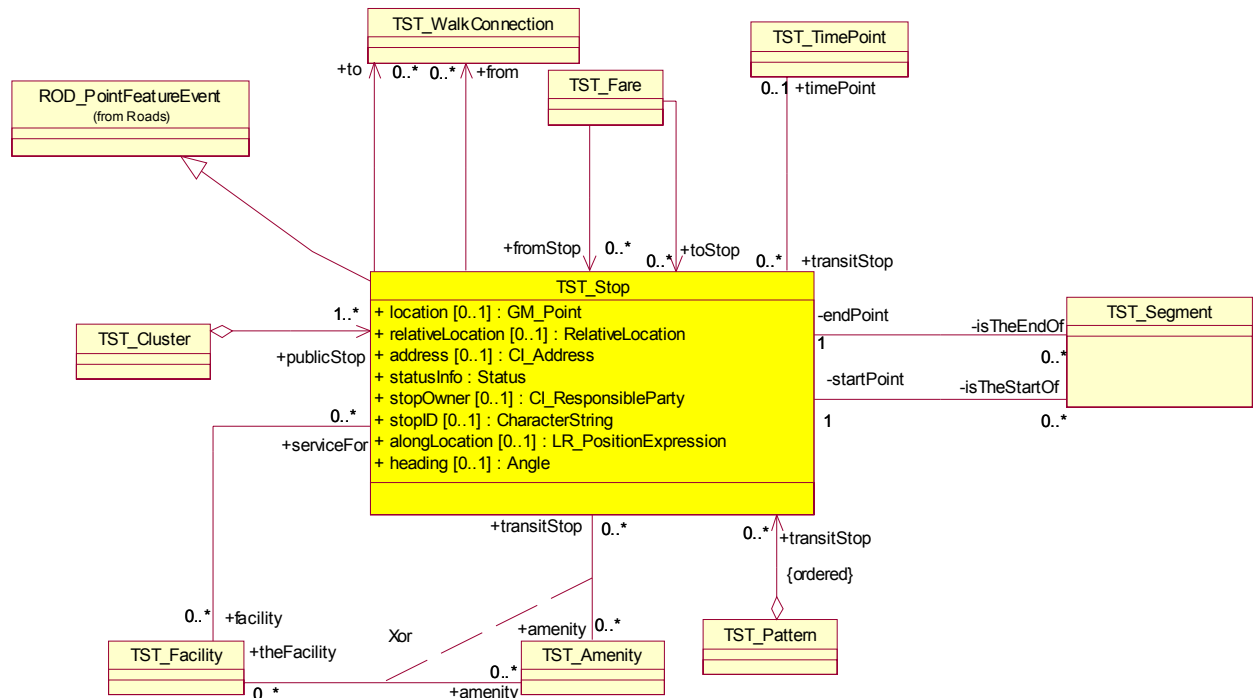 TST_WalkConnection
TST_TimePoint
+to
0..*
0..*
+from
TST_Fare
0..1
+timePoint
ROD_PointFeatureEvent
(from Roads)
+fromStop
0..*
0..*
+toStop
0..*
+transitStop
TST_Stop
+ location [0..1] : GM_Point
+ relativeLocation [0..1] : RelativeLocation
+ address [0..1] : CI_Address
+ statusInfo : Status
+ stopOwner [0..1] : CI_ResponsibleParty
+ stopID [0..1] : CharacterString
+ alongLocation [0..1] : LR_PositionExpression
+ heading [0..1] : Angle
1..*
TST_Cluster
+publicStop
-endPoint
-isTheEndOf
TST_Segment
1
0..*
-startPoint
-isTheStartOf
1
0..*
0..*
+serviceFor
+transitStop
0..*
0..*
+transitStop
{ordered}
0..*
+facility
Xor
+amenity
0..*
TST_Facility
+theFacility
TST_Amenity
TST_Pattern
0..*
0..*
+amenity